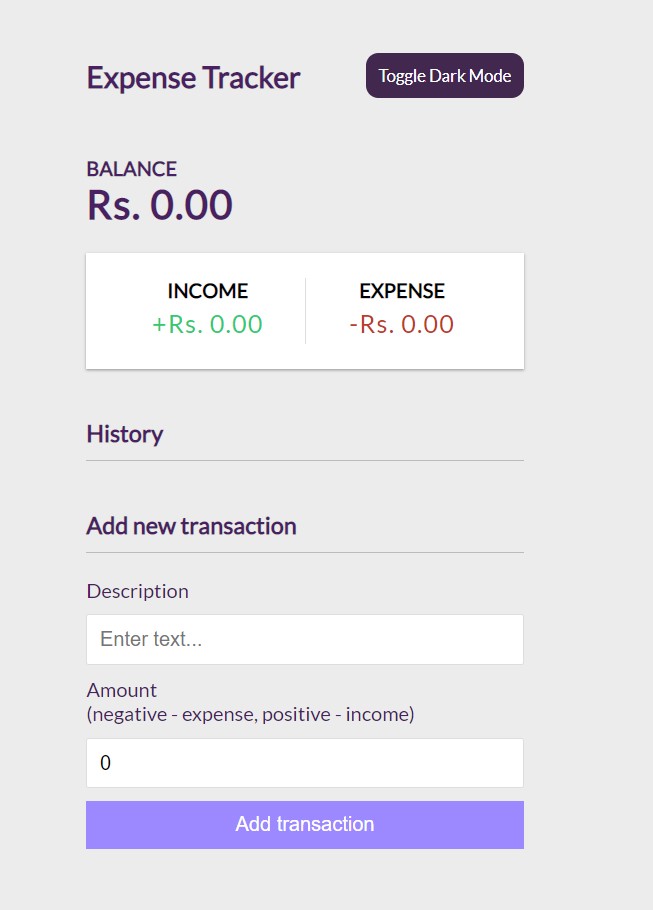 Expense Tracker
Toggle Dark Mode
BALANCE
Rs. 0.00
INCOME
+Rs. 0.00
EXPENSE
-Rs. 0.00
History
Add new transaction
Description
Enter text...
Amount
(negative - expense, positive - income)
0
Add transaction